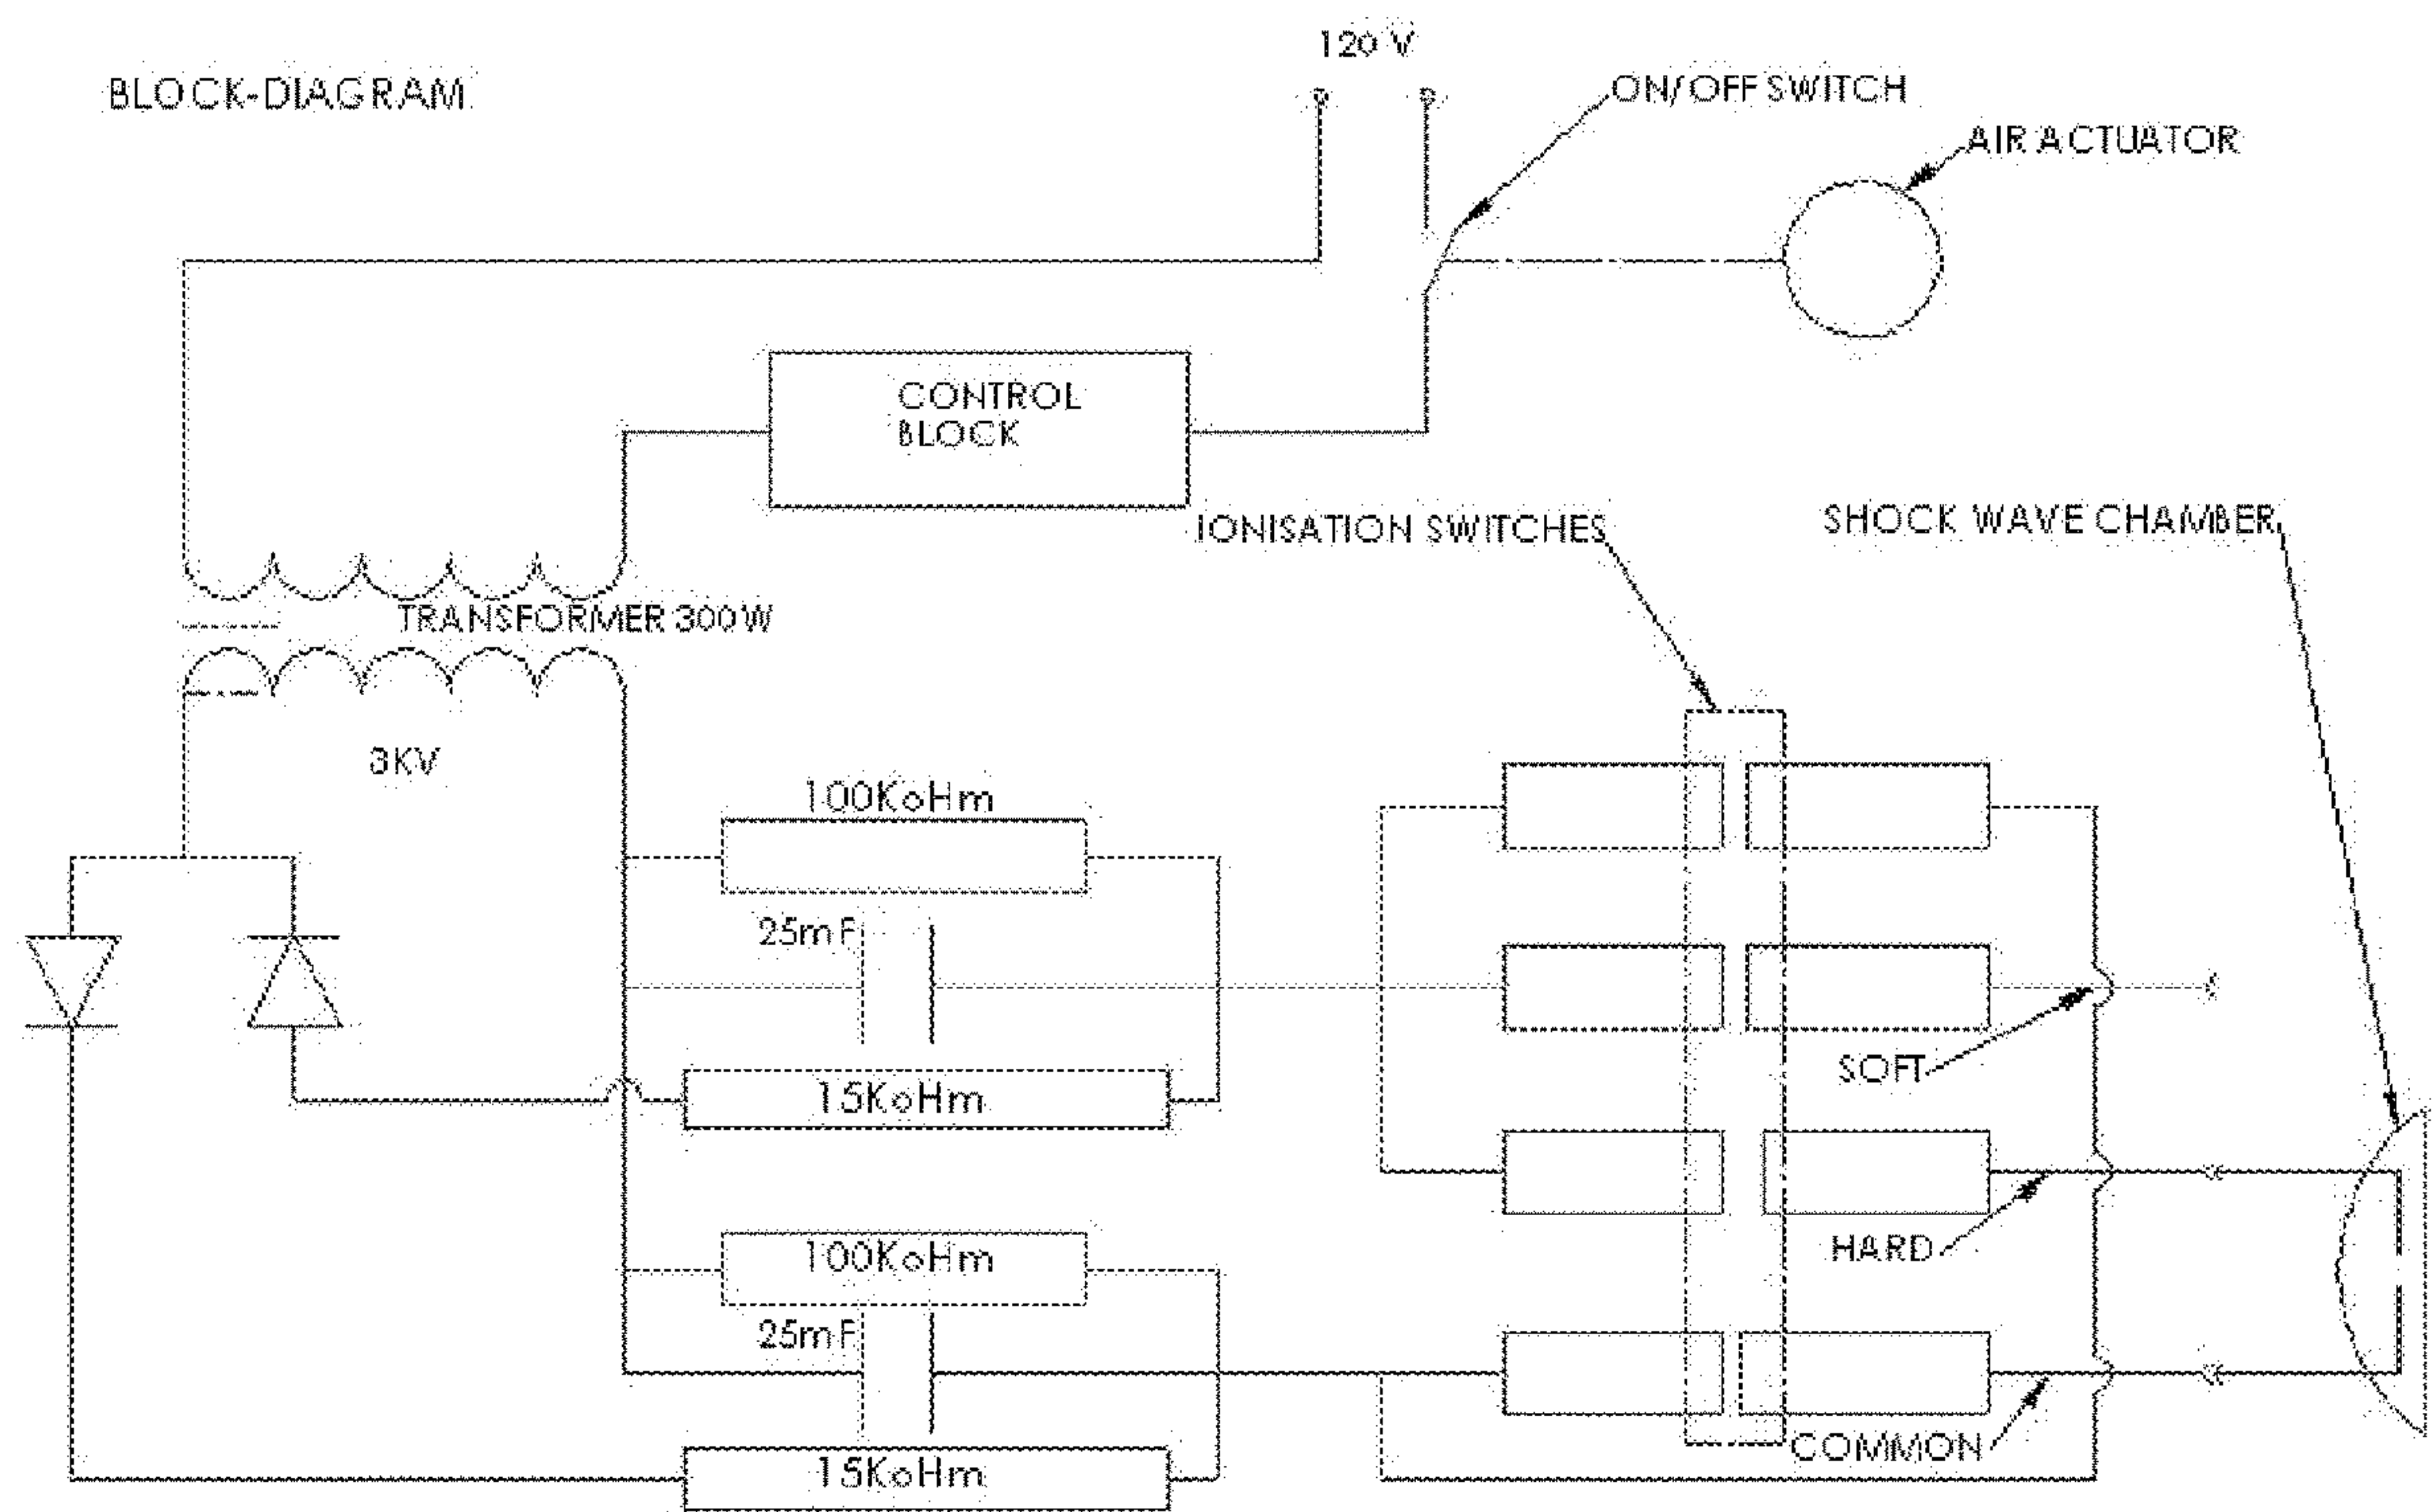 120 V
BLOCK-DIAGRAM
ON/OFF SWITCH
AIR ACTUATOR
CONTROL
BLOCK
IONISATION SWITCHES
SHOCK WAVE CHAMBER
TRANSFORMER 300W
8KV
100KoHm
25mF
SOFT
15KoHm
HARD
100KoHm
25mF
COMMON
15KoHm